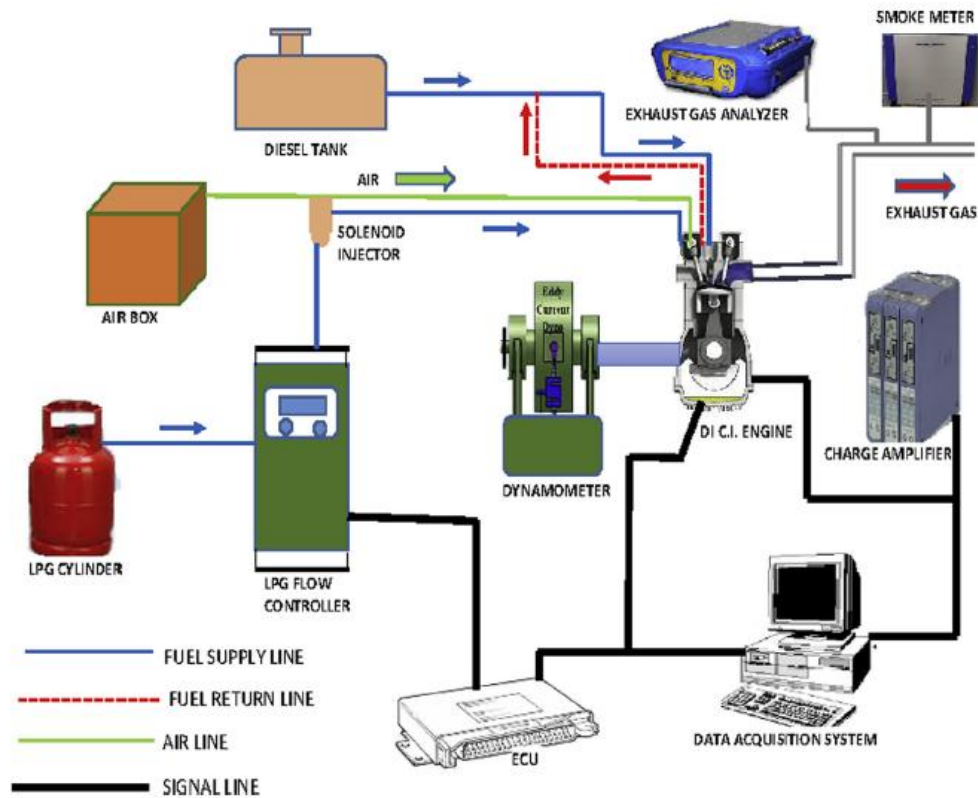 SMOKE METER
EXHAUST GAS ANALYZER
DIESEL TANK
AIR
EXHAUST GAS
SOLENOID
INJECTOR
AIR BOX
Eddy
Current
Dyno
DI C.I. ENGINE
CHARGE AMPLIFIER
DYNAMOMETER
LPG CYLINDER
LPG FLOW
CONTROLLER
FUEL SUPPLY LINE
FUEL RETURN LINE
AIR LINE
SIGNAL LINE
ECU
DATA ACQUISITION SYSTEM